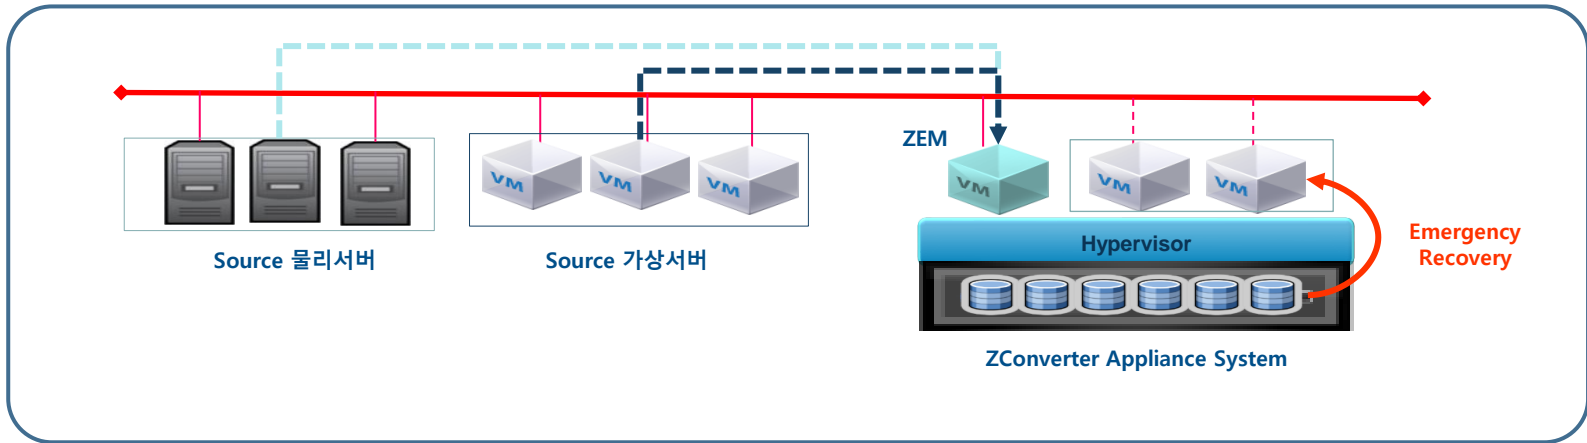 ZEM
VM
VM
VM
VM
VM
VM
Source 물리서버
Source 가상서버
Hypervisor
Emergency
Recovery
ZConverter Appliance System